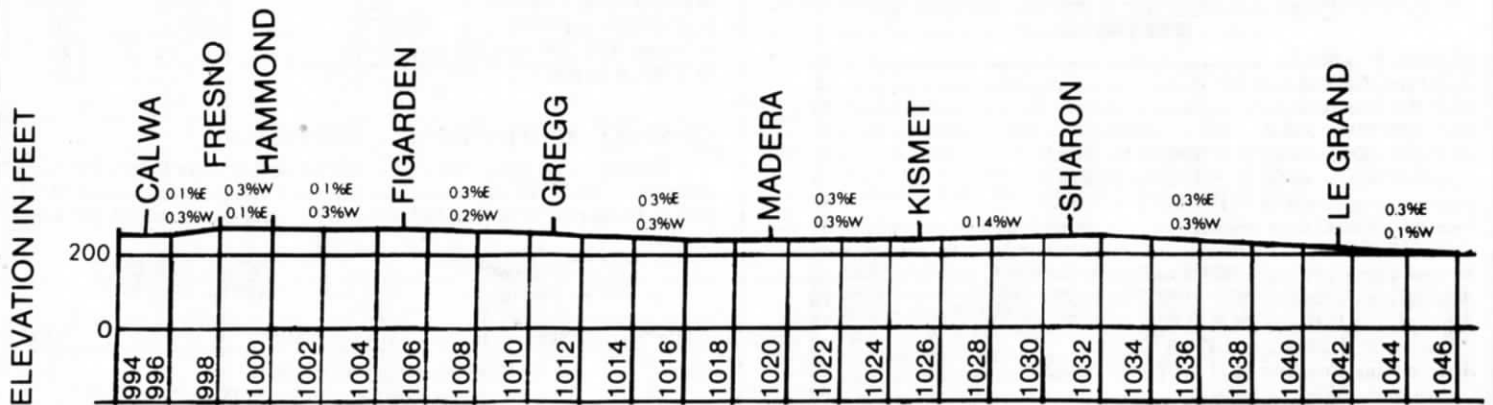 ELEVATION IN FEET
CALWA
FRESNO
HAMMOND
FIGARDEN
GREGG
MADERA
KISMET
SHARON
LE GRAND
0 1%E
0.3%W
0 3%W
0.1%E
0.1%E
0 3%W
0 3%E
0 2%W
0 3%E
0.3%W
0 3%E
0.3%W
0.14%W
0.3%E
0.3%W
0.3%E
0.1%W
200
0
994
996
998
1000
1002
1004
1006
1008
1010
1012
1014
1016
1018
1020
1022
1024
1026
1028
1030
1032
1034
1036
1038
1040
1042
1044
1046